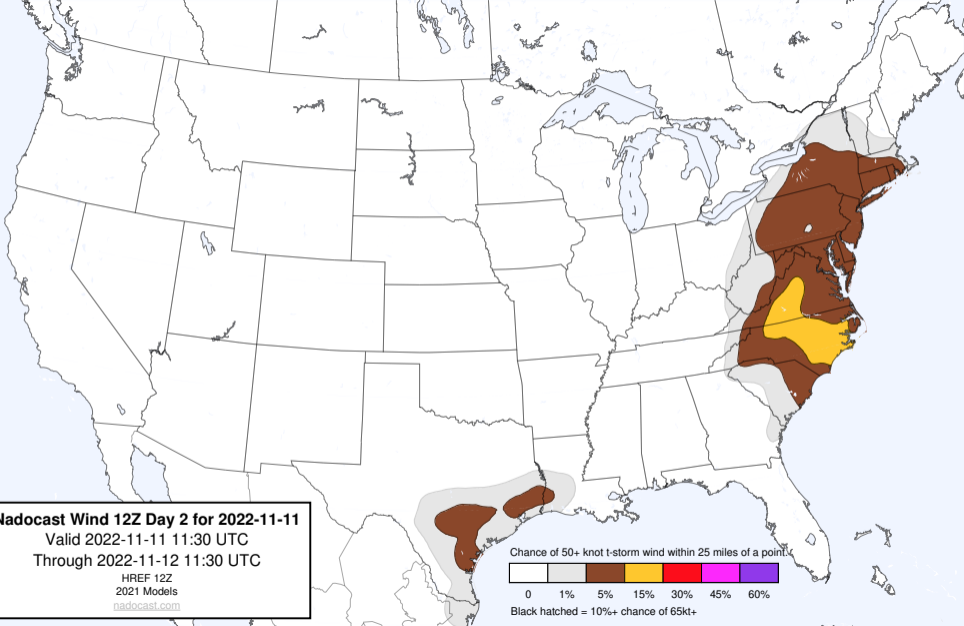 Nadocast Wind 12Z Day 2 for 2022-11-11
Valid 2022-11-11 11:30 UTC
Through 2022-11-12 11:30 UTC
HREF 12Z
2021 Models
nadocast.com
Chance of 50+ knot t-storm wind within 25 miles of a point.
0 1% 5% 15% 30% 45% 60%
Black hatched = 10%+ chance of 65kt+